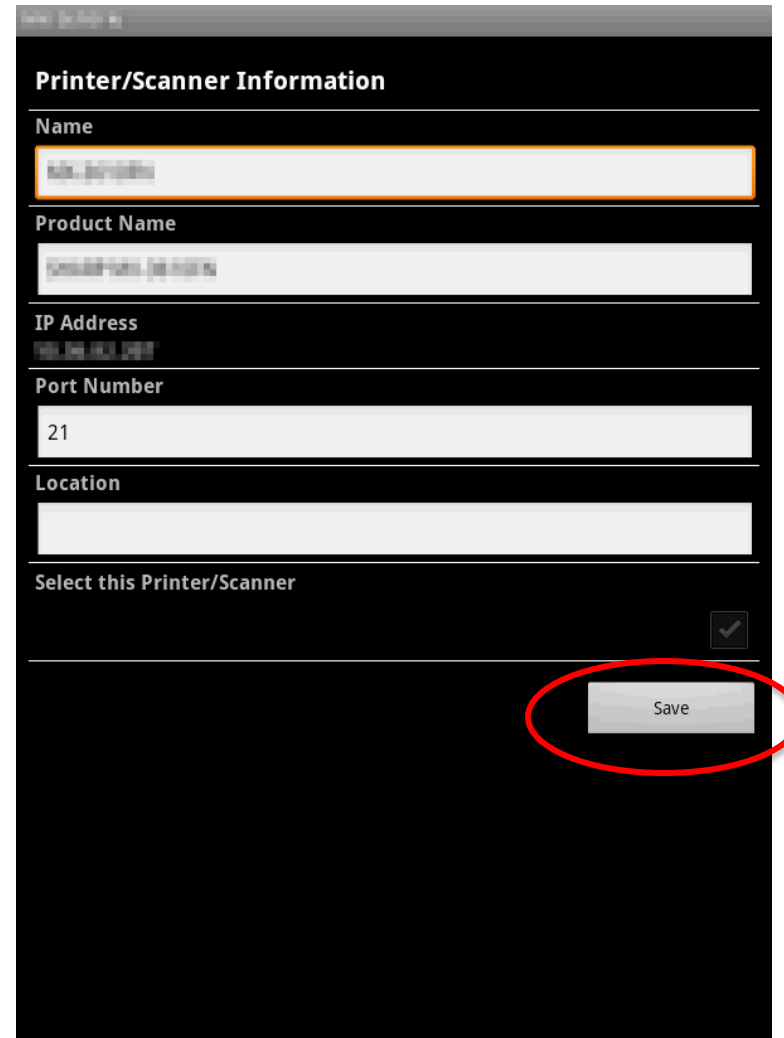 Printer/Scanner Information
Name
Product Name
IP Address
Port Number
21
Location
Select this Printer/Scanner
Save